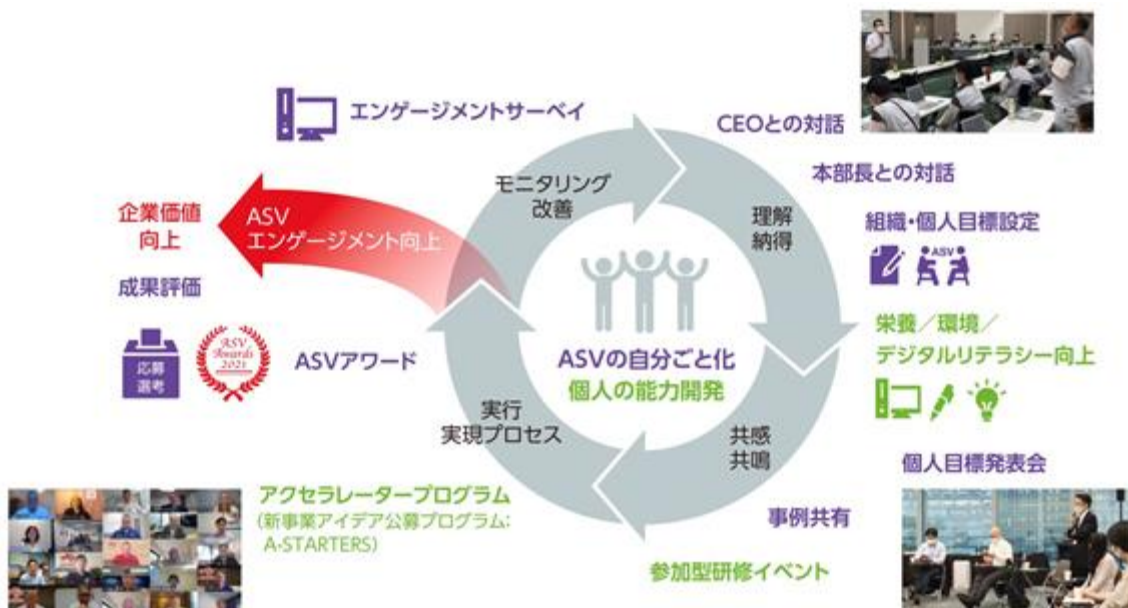 エンゲージメントサーベイ
CEOとの対話
本部長との対話
モニタリング
改善
理解
納得
組織・個人目標設定
ASV
企業価値
向上
ASV
エンゲージメント向上
成果評価
栄養／環境／
デジタルリテラシー向上
応募
選考
ASV
Awards
2021
ASVアワード
ASVの自分ごと化
個人の能力開発
実行
実現プロセス
共感
共鳴
個人目標発表会
アクセラレータープログラム
(新事業アイデア公募プログラム:
A-STARTERS)
事例共有
参加型研修イベント